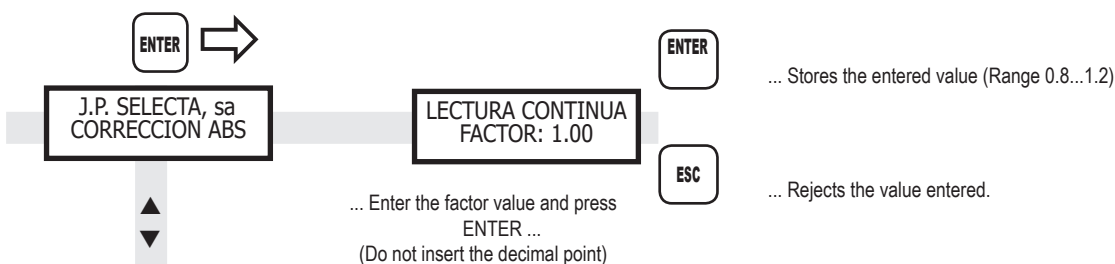 ENTER
J.P. SELECTA, sa
CORRECCION ABS
LECTURA CONTINUA
FACTOR: 1.00
... Enter the factor value and press
ENTER ...
(Do not insert the decimal point)
ENTER
... Stores the entered value (Range 0.8...1.2)
ESC
... Rejects the value entered.